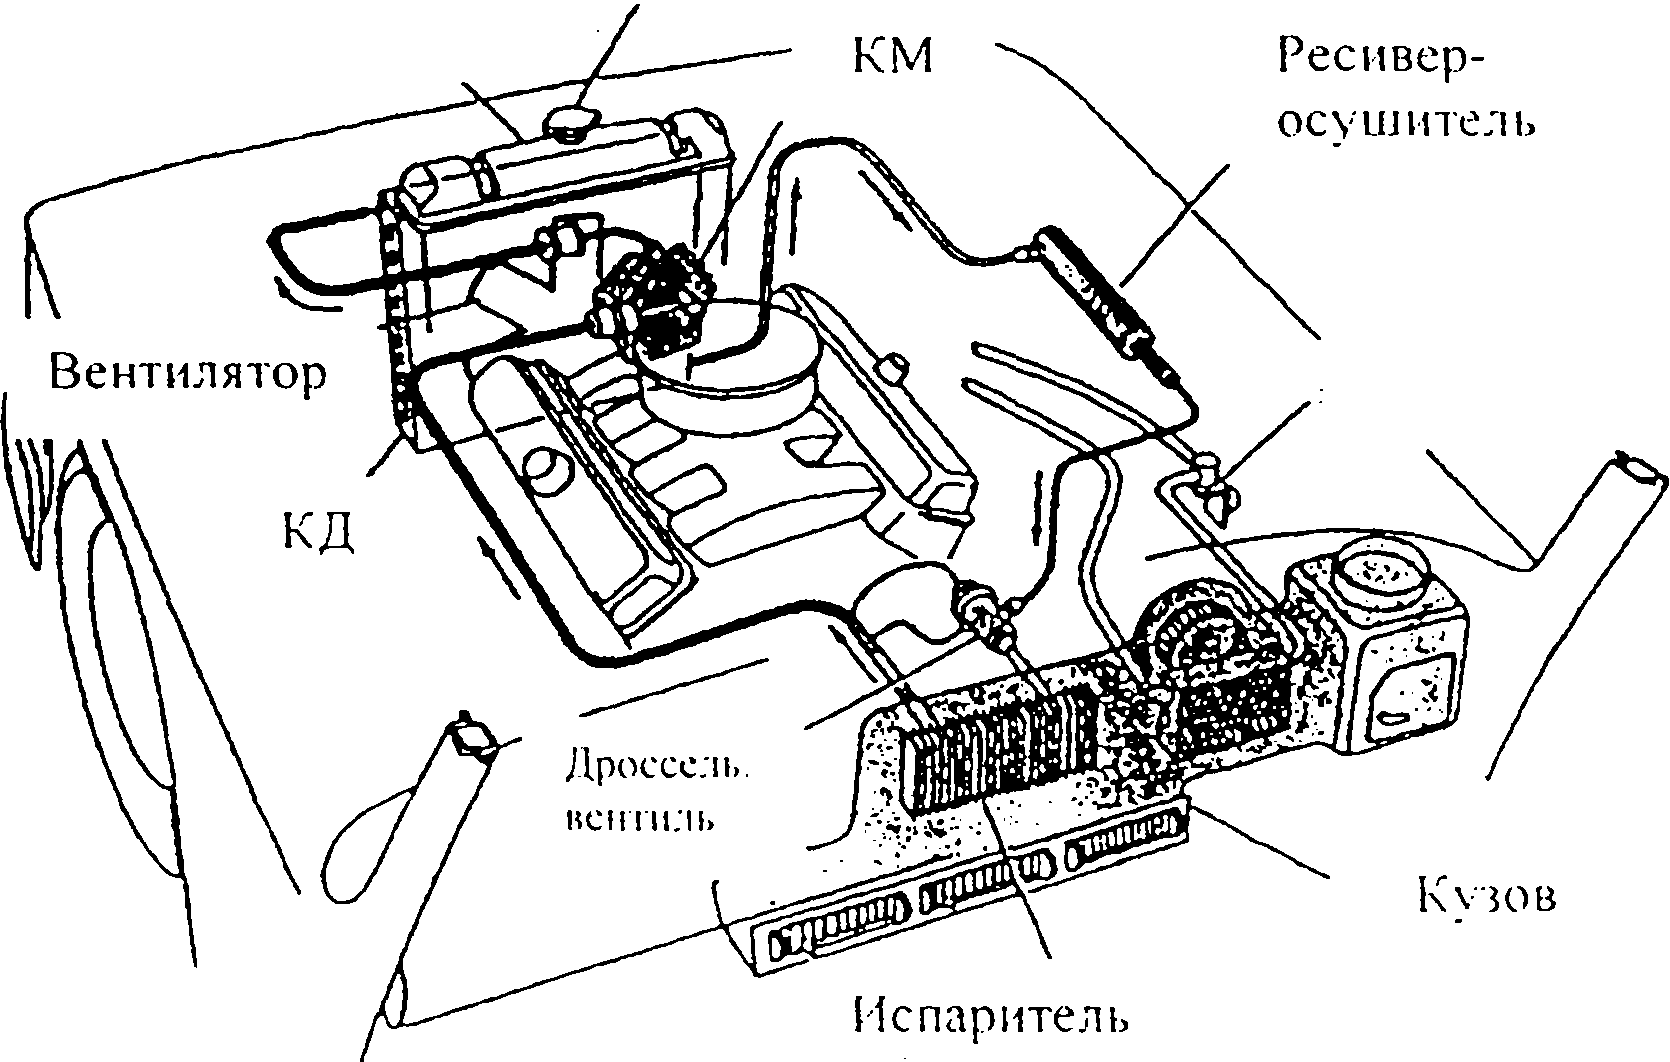 КМ
Ресивер-
осушитель
Вентилятор
КД
Дроссель.
вентиль
Кузов
Испаритель